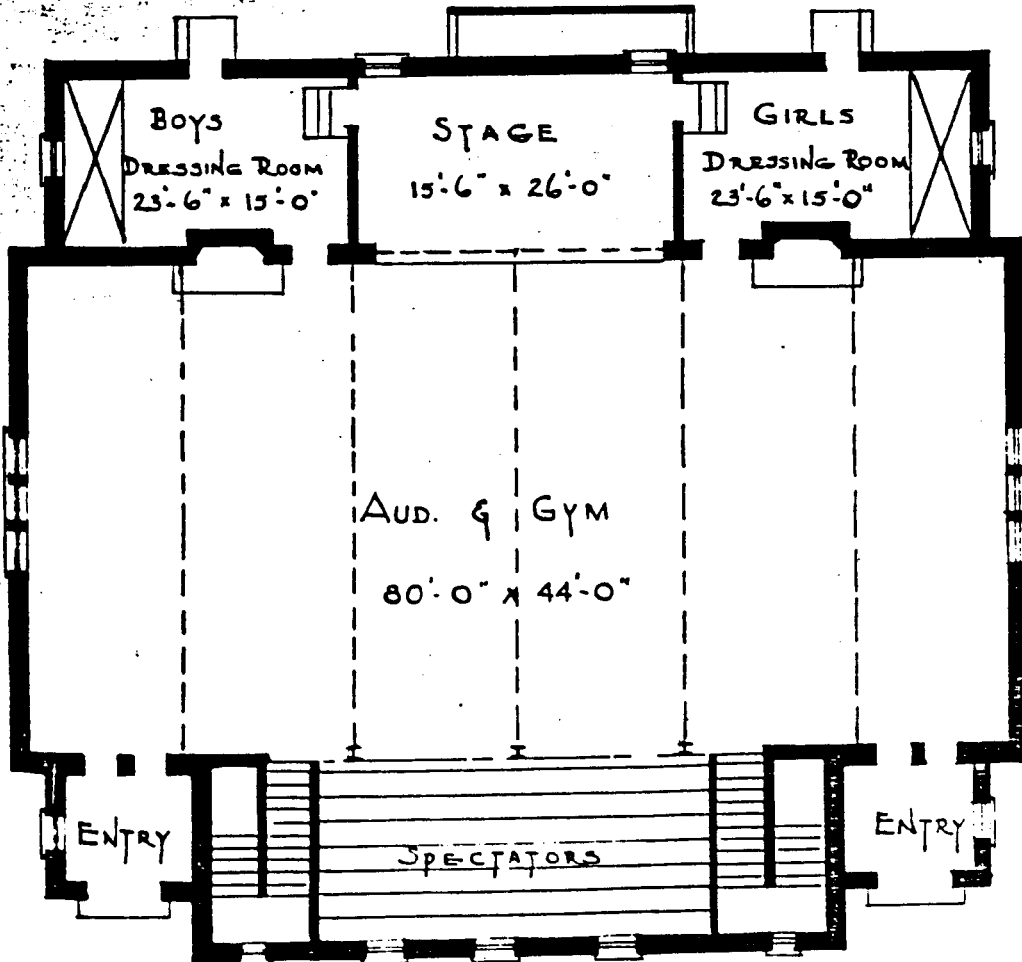 BOYS
DRESSING ROOM
23'-6" x 15'-0"
STAGE
15'-6" x 26'-0"
GIRLS
DRESSING ROOM
23'-6" x 15'-0"
AUD. & GYM
80'-0" x 44'-0"
ENTRY
SPECTATORS
ENTRY